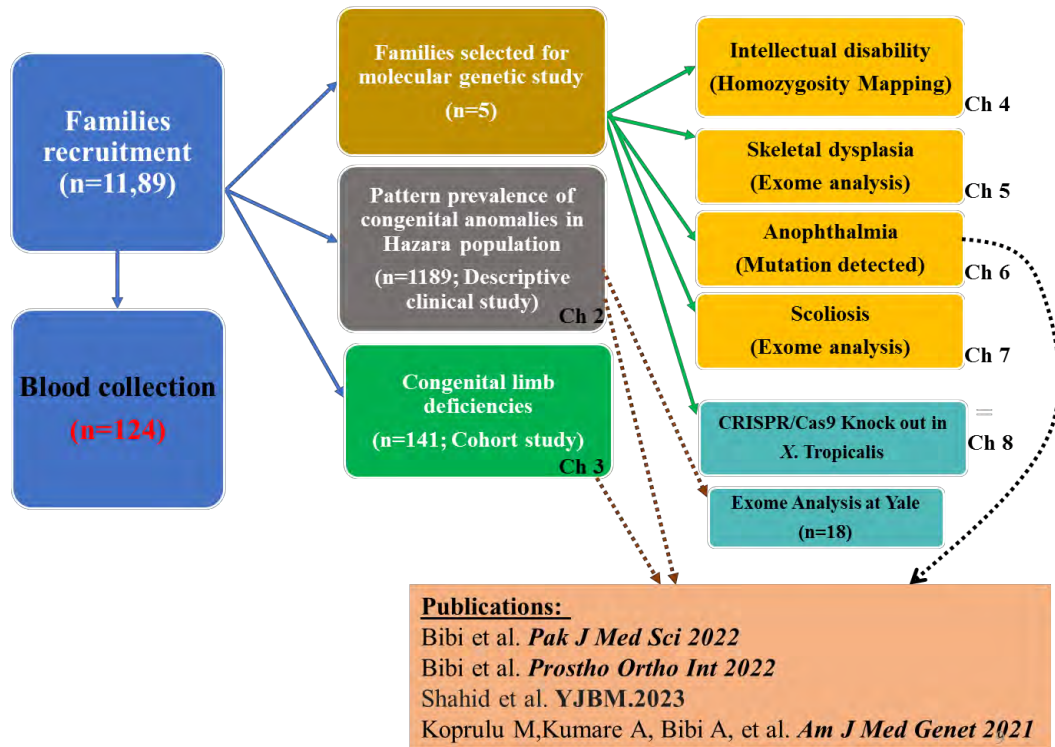 Families
recruitment
(n=11,89)
Blood collection
(n=124)
Families selected for
molecular genetic study
(n=5)
Pattern prevalence of
congenital anomalies in
Hazara population
(n=1189; Descriptive
clinical study)
Ch 2
Congenital limb
deficiencies
(n=141; Cohort study)
Ch 3
Intellectual disability
(Homozygosity Mapping)
Ch 4
Skeletal dysplasia
(Exome analysis)
Ch 5
Anophthalmia
(Mutation detected)
Ch 6
Scoliosis
(Exome analysis)
Ch 7
CRISPR/Cas9 Knock out in
X. Tropicalis
=
Ch 8
Exome Analysis at Yale
(n=18)
Publications:
Bibi et al. Pak J Med Sci 2022
Bibi et al. Prostho Ortho Int 2022
Shahid et al. YJBM.2023
Koprulu M,Kumare A, Bibi A, et al. Am J Med Genet 2021